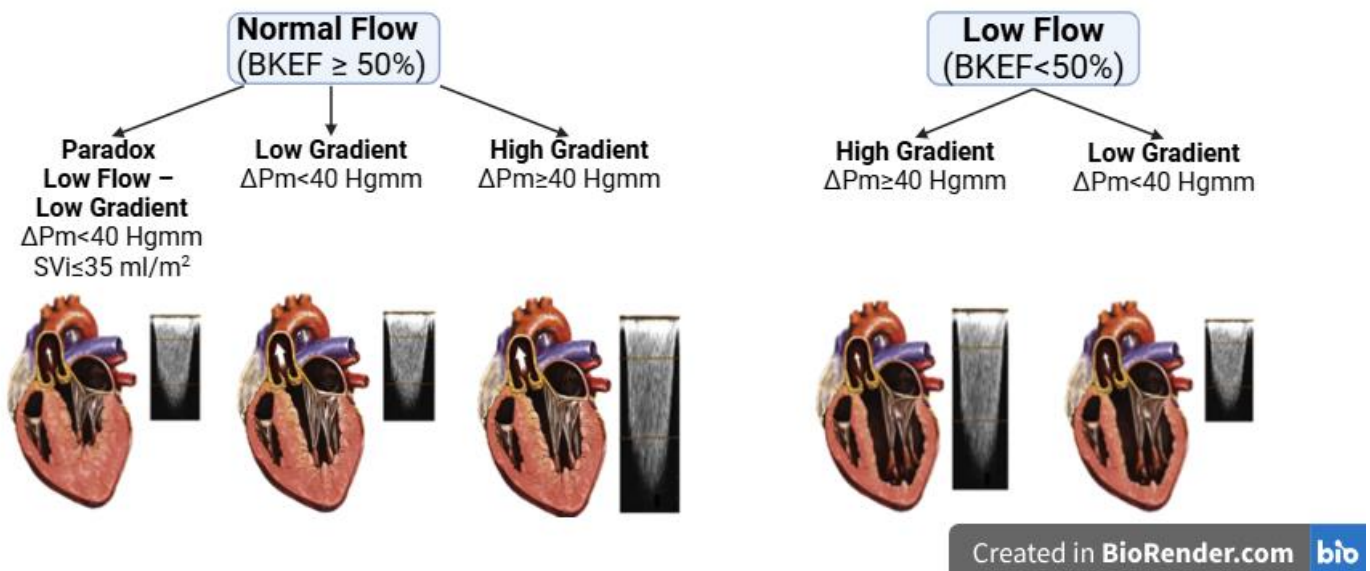 Normal Flow
(BKEF ≥ 50%)
Low Flow
(BKEF<50%)
Paradox
Low Flow –
Low Gradient
ΔPm<40 Hgmm
SVi≤35 ml/m²
Low Gradient
ΔPm<40 Hgmm
High Gradient
ΔPm≥40 Hgmm
High Gradient
ΔPm≥40 Hgmm
Low Gradient
ΔPm<40 Hgmm
Created in BioRender.com bio